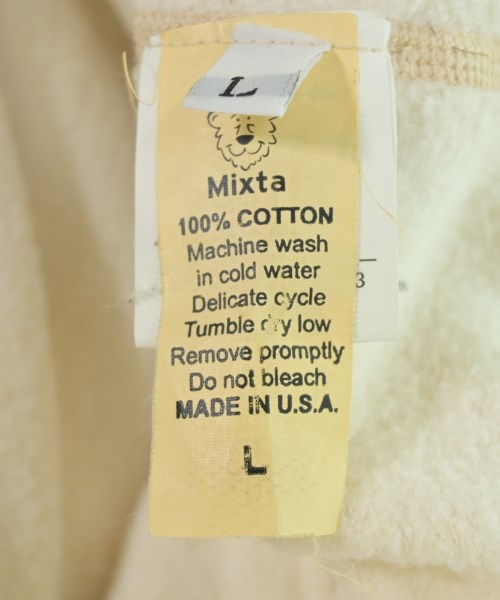 L
Mixta
100% COTTON
Machine wash
in cold water
Delicate cycle
Tumble dry low
Remove promptly
Do not bleach
MADE IN U.S.A.
L
3